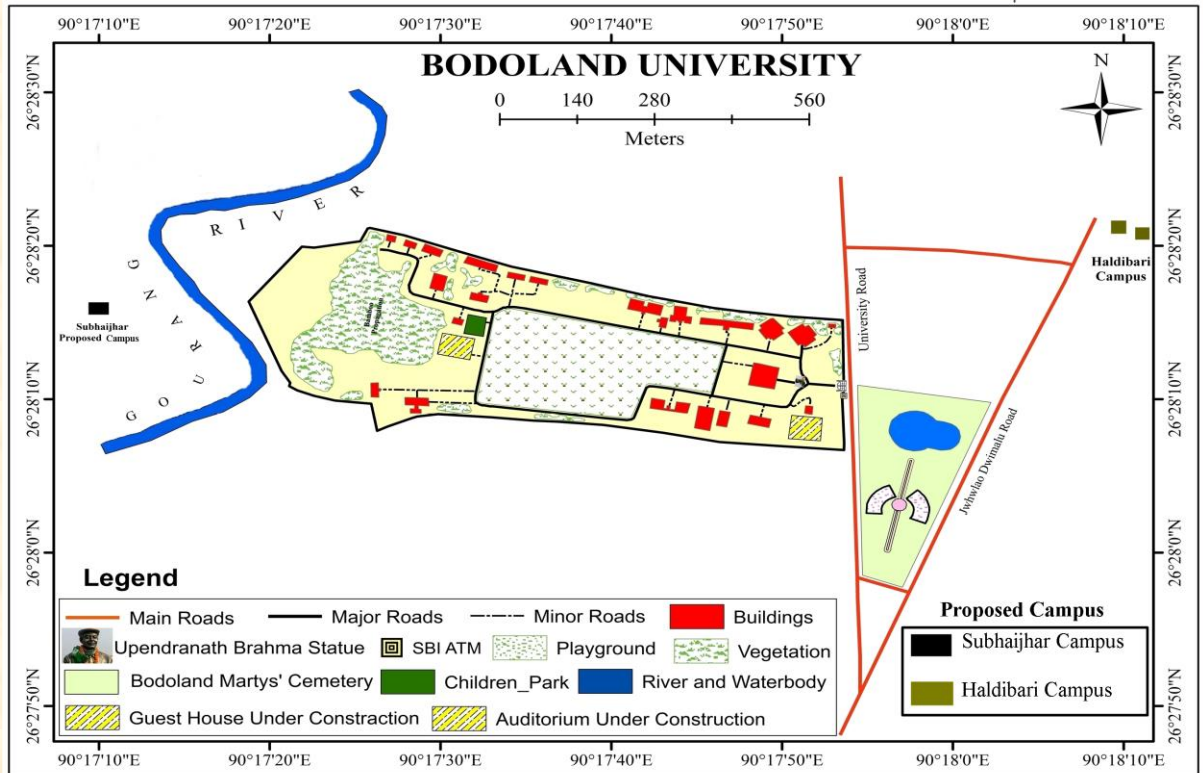 90°17'10"E 90°17'20"E 90°17'30"E 90°17'40"E 90°17'50"E 90°18'0"E 90°18'10"E
BODOLAND UNIVERSITY
0 140 280 560
Meters
N
26°28'30"N 26°28'30"N
RIVER
26°28'20"N 26°28'20"N
Haldibari
Campus
GOURANG
Subhaijhar
Proposed Campus
Bamboo
University Road
26°28'10"N 26°28'10"N
Jwhwlao Dwimalu Road
26°28'0"N 26°28'0"N
Legend
Main Roads Major Roads Minor Roads Buildings
Upendranath Brahma Statue SBI ATM Playground Vegetation
Bodoland Martys' Cemetery Children_Park River and Waterbody
Guest House Under Constraction Auditorium Under Construction
Proposed Campus
Subhaijhar Campus
Haldibari Campus
26°27'50"N 26°27'50"N
90°17'10"E 90°17'20"E 90°17'30"E 90°17'40"E 90°17'50"E 90°18'0"E 90°18'10"E